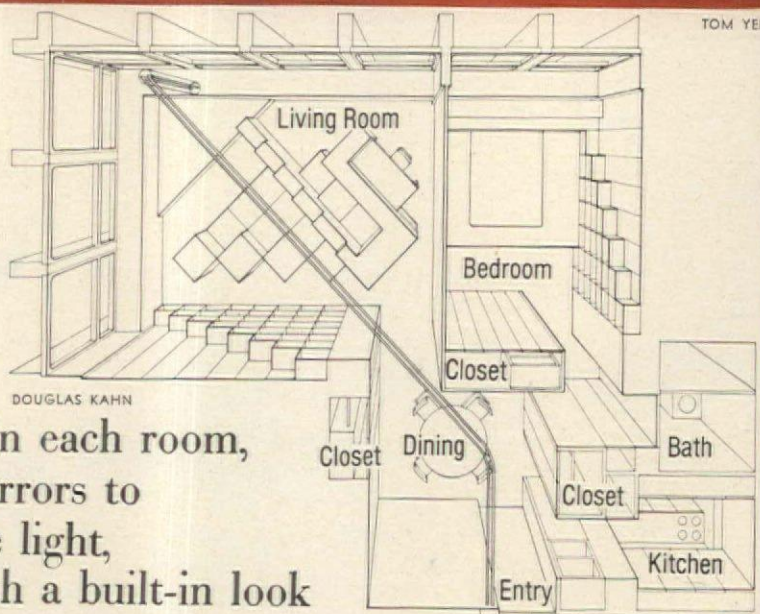 TOM YEE
Living Room
Bedroom
Closet
DOUGLAS KAHN
Closet
Dining
Bath
Closet
Kitchen
Entry
n each room,
rrors to
light,
h a built-in look